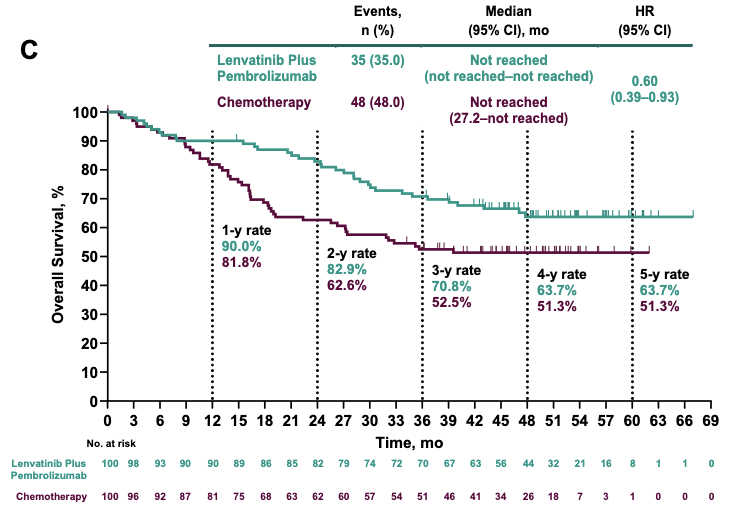 C
Events, n (%)
Median (95% CI), mo
HR (95% CI)
Lenvatinib Plus Pembrolizumab
35 (35.0)
Not reached (not reached–not reached)
0.60 (0.39–0.93)
Chemotherapy
48 (48.0)
Not reached (27.2–not reached)
Overall Survival, %
100
90
80
70
60
50
40
30
20
10
0
1-y rate
90.0%
81.8%
2-y rate
82.9%
62.6%
3-y rate
70.8%
52.5%
4-y rate
63.7%
51.3%
5-y rate
63.7%
51.3%
0 3 6 9 12 15 18 21 24 27 30 33 36 39 42 45 48 51 54 57 60 63 66 69
No. at risk
Time, mo
Lenvatinib Plus Pembrolizumab
100 98 93 90 90 89 86 85 82 79 74 72 70 67 63 56 44 32 21 16 8 1 1 0
Chemotherapy
100 96 92 87 81 75 68 63 62 60 57 54 51 46 41 34 26 18 7 3 1 0 0 0